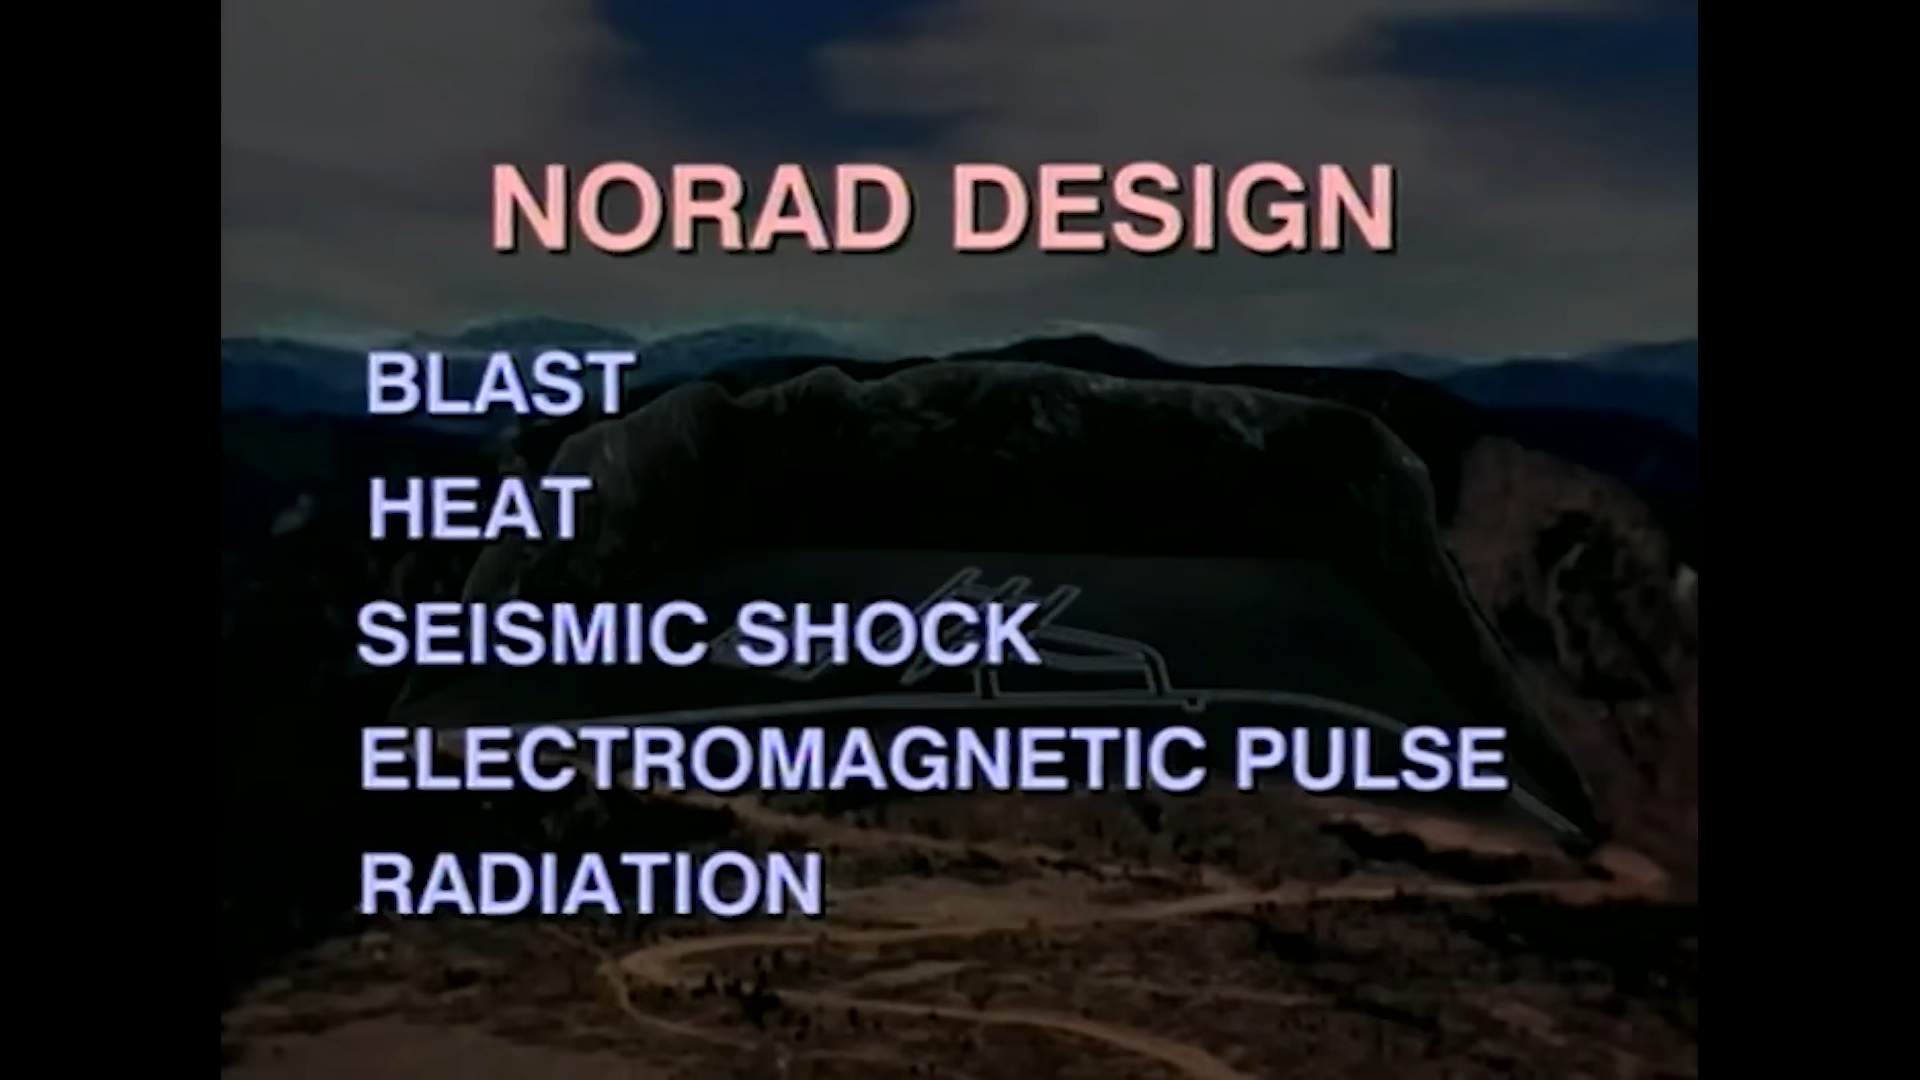 NORAD DESIGN
BLAST
HEAT
SEISMIC SHOCK
ELECTROMAGNETIC PULSE
RADIATION